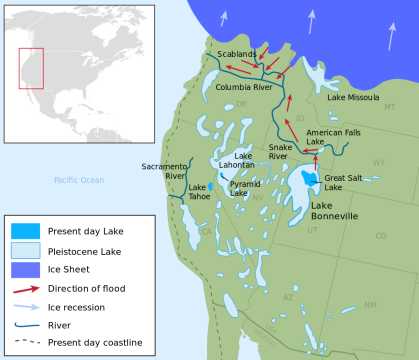 Scablands
Columbia River
Lake Missoula
OR
ID
MT
American Falls
Lake
Snake
River
WY
Sacramento
River
Lake
Lahontan
Pyramid
Lake
Lake
Tahoe
Great Salt
Lake
Lake
Bonneville
Pacific Ocean
NV
UT
CO
CA
AZ
NM
Present day Lake
Pleistocene Lake
Ice Sheet
Direction of flood
Ice recession
River
Present day coastline